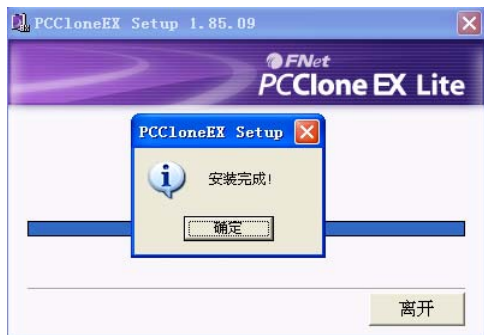 PCCloneEX Setup 1.85.09
FNet
PCClone EX Lite
PCCloneEX Setup
安装完成!
确定
离开